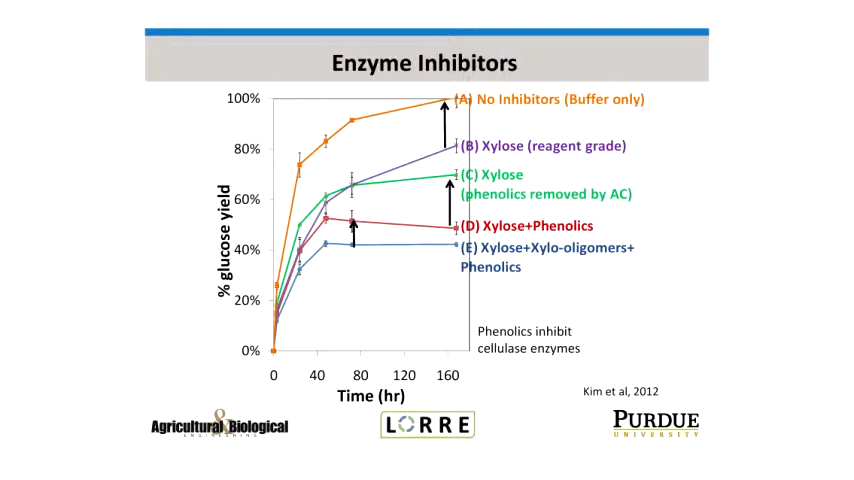 Enzyme Inhibitors
100%
80%
60%
40%
20%
0%
% glucose yield
0 40 80 120 160
Time (hr)
(A) No Inhibitors (Buffer only)
(B) Xylose (reagent grade)
(C) Xylose
(phenolics removed by AC)
(D) Xylose+Phenolics
(E) Xylose+Xylo-oligomers+
Phenolics
Phenolics inhibit
cellulase enzymes
Kim et al, 2012
Agricultural & Biological
ENGINEERING
LORRE
PURDUE
UNIVERSITY